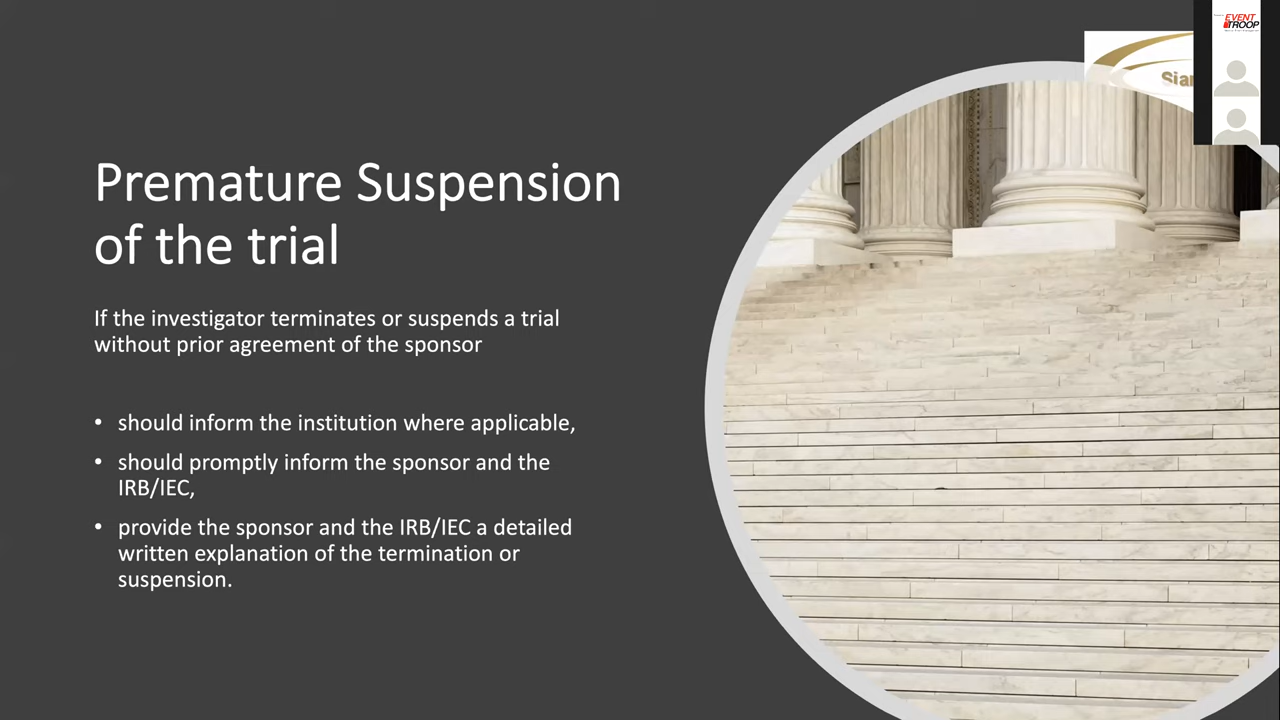 Premature Suspension
of the trial
If the investigator terminates or suspends a trial
without prior agreement of the sponsor
• should inform the institution where applicable,
• should promptly inform the sponsor and the
IRB/IEC,
• provide the sponsor and the IRB/IEC a detailed
written explanation of the termination or
suspension.
EVENT
TROOP